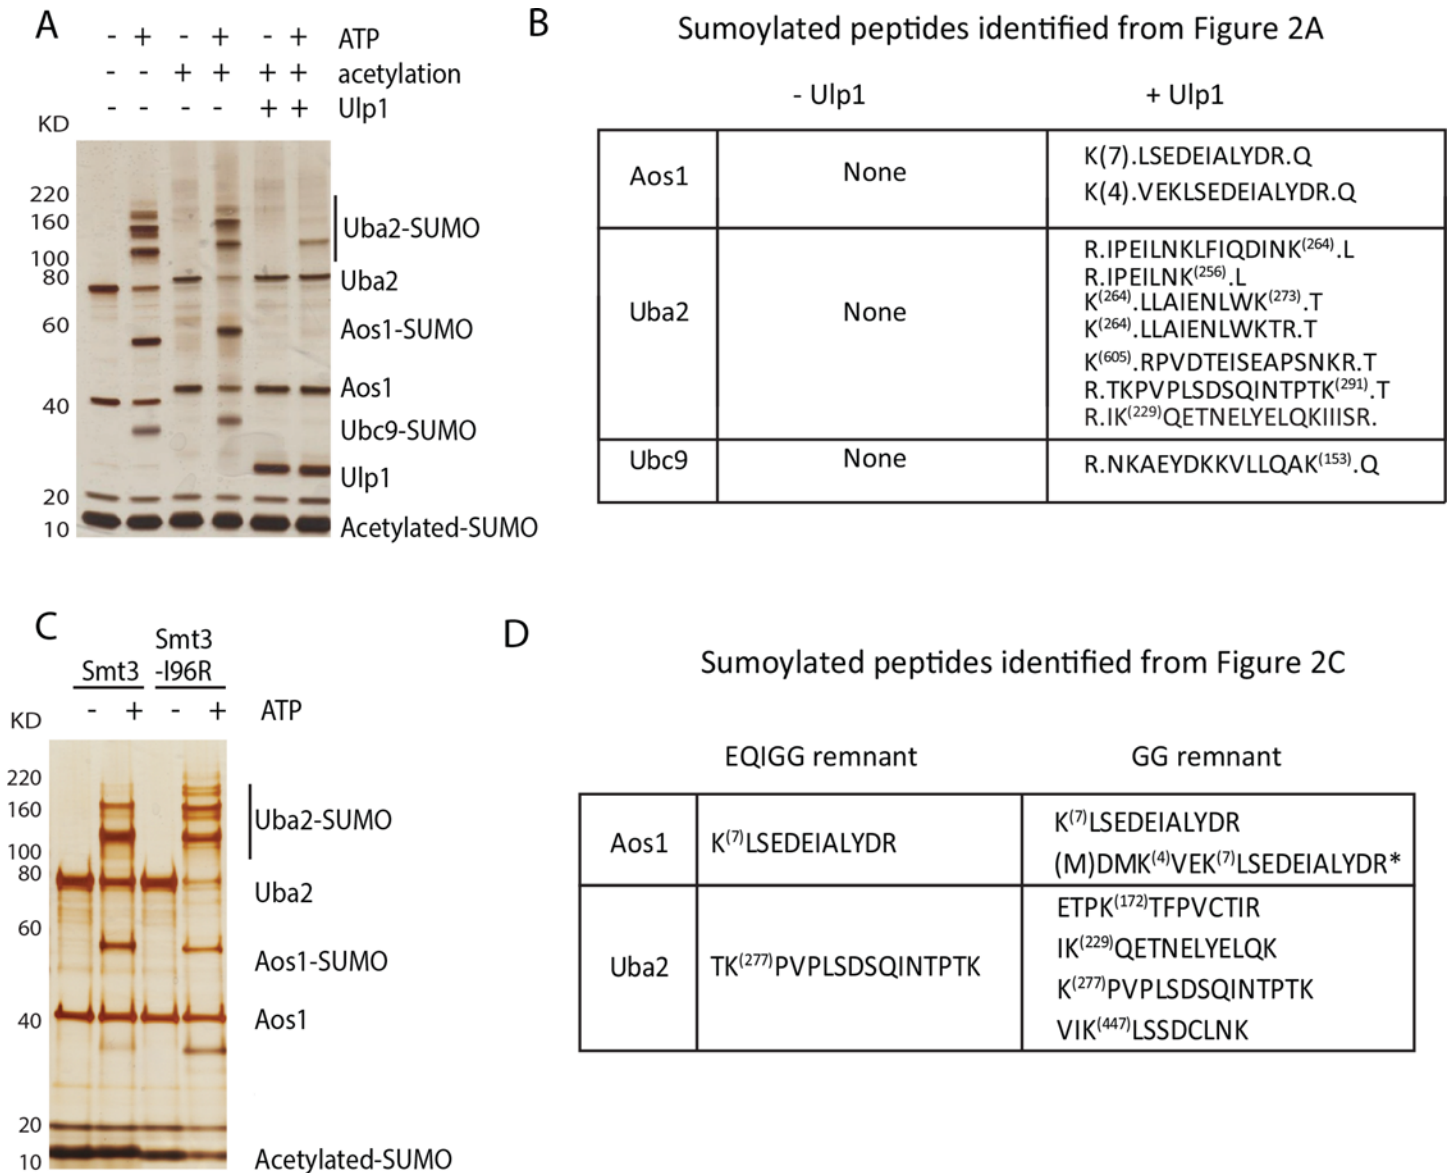 A
- + - + - + ATP
- - + + + + acetylation
- - - - + + Ulp1
KD
220
160
100
80
60
40
20
10
Uba2-SUMO
Uba2
Aos1-SUMO
Aos1
Ubc9-SUMO
Ulp1
Acetylated-SUMO
B
Sumoylated peptides identified from Figure 2A
- Ulp1 + Ulp1
Aos1
None
K(7).LSEDEIALYDR.Q
K(4).VEKLSEDEIALYDR.Q
Uba2
None
R.IPEILNKLFIQDINK(264).L
R.IPEILNK(256).L
K(264).LLAIENLWK(273).T
K(264).LLAIENLWKTR.T
K(605).RPVDTEISEAPSNKR.T
R.TKPVPLSDSQINTPTK(291).T
R.IK(229)QETNELYELQKIIISR.
Ubc9
None
R.NKAEYDKKVLLQAK(153).Q
C
Smt3
Smt3
-I96R
- + - + ATP
KD
220
160
100
80
60
40
20
10
Uba2-SUMO
Uba2
Aos1-SUMO
Aos1
Acetylated-SUMO
D
Sumoylated peptides identified from Figure 2C
EQIGG remnant GG remnant
Aos1
K(7)LSEDEIALYDR
K(7)LSEDEIALYDR
(M)DMK(4)VEK(7)LSEDEIALYDR*
Uba2
TK(277)PVPLSDSQINTPTK
ETPK(172)TFPVCTIR
IK(229)QETNELYELQK
K(277)PVPLSDSQINTPTK
VIK(447)LSSDCLNK